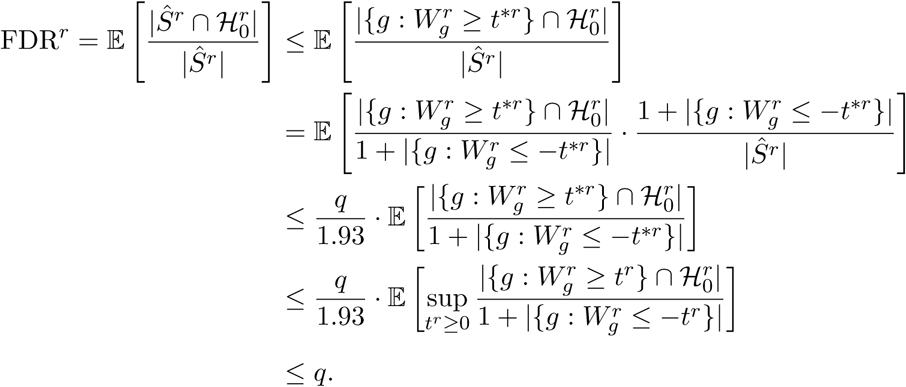 FDR^r = 𝔼 [ |Ŝ^r ∩ ℋ_0^r| / |Ŝ^r| ] ≤ 𝔼 [ |{g : W_g^r ≥ t^{*r}} ∩ ℋ_0^r| / |Ŝ^r| ]
= 𝔼 [ |{g : W_g^r ≥ t^{*r}} ∩ ℋ_0^r| / 1 + |{g : W_g^r ≤ −t^{*r}}| · 1 + |{g : W_g^r ≤ −t^{*r}}| / |Ŝ^r| ]
≤ q / 1.93 · 𝔼 [ |{g : W_g^r ≥ t^{*r}} ∩ ℋ_0^r| / 1 + |{g : W_g^r ≤ −t^{*r}}| ]
≤ q / 1.93 · 𝔼 [ sup_{t^r ≥ 0} |{g : W_g^r ≥ t^r} ∩ ℋ_0^r| / 1 + |{g : W_g^r ≤ −t^r}| ]
≤ q.